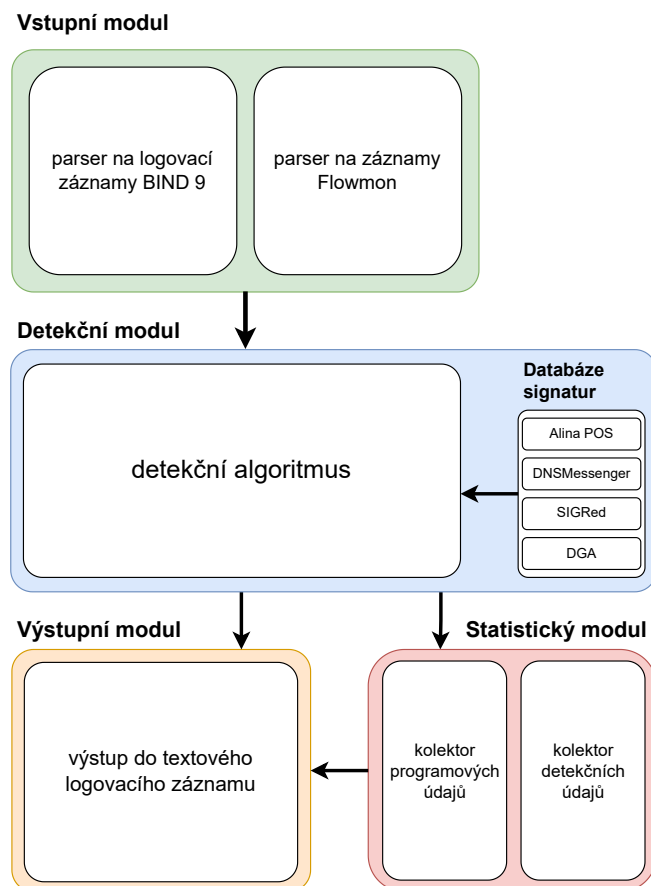 Vstupní modul
parser na logovací
záznamy BIND 9
parser na záznamy
Flowmon
Detekční modul
detekční algoritmus
Databáze
signatur
Alina POS
DNSMessenger
SIGRed
DGA
Výstupní modul
výstup do textového
logovacího záznamu
Statistický modul
kolektor
programových
údajů
kolektor
detekčních
údajů